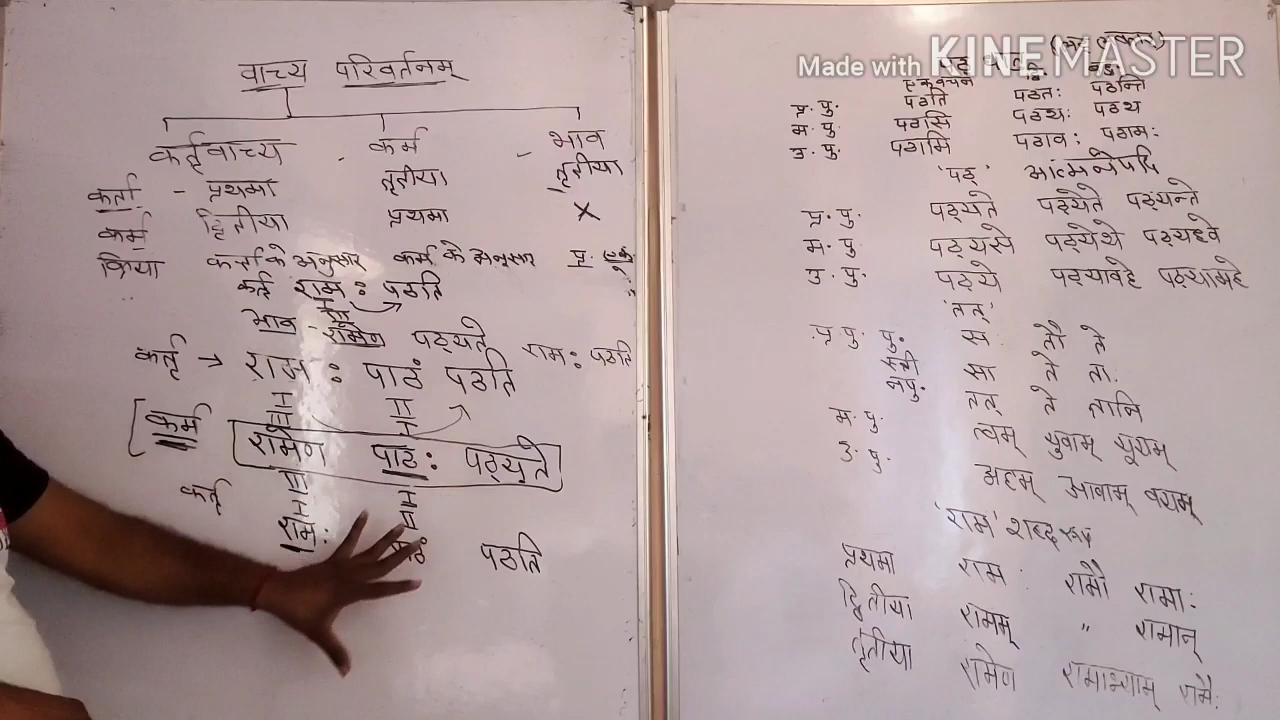 वाच्य परिवर्तनम्
कर्तृवाच्य - कर्म - भाव
कर्ता - प्रथमा तृतीया तृतीया
कर्म द्वितीया प्रथमा X
क्रिया कर्ता के अनुसार कर्म के अनुसार प्र. एक
कर्तृ राम: पठति
भाव - रामेण पठ्यते राम: पठति
कर्तृ → राम: पाठं पठति
कर्म रामेण पाठ: पठ्यते
कर्तृ राम: पाठं पठति
Made with KINEMASTER
एकवचन
प्र. पु. पठति पठत: पठन्ति
म. पु. पठसि पठथ: पठथ
उ. पु. पठामि पठाव: पठाम:
'पठ्' आत्मनेपदि
प्र. पु. पठ्यते पठ्येते पठ्यन्ते
म. पु पठ्यसे पठ्येथे पठ्यध्वे
उ. पु. पठ्ये पठ्यावहे पठ्यामहे
'तत्'
प्र पु. पु. स: तौ ते
स्त्री सा ते ता:
नपु. तत् ते तानि
म. पु. त्वम् युवाम् यूयम्
उ. पु. अहम् आवाम् वयम्
'राम' शब्द रूप
प्रथमा राम: रामौ रामा:
द्वितीया रामम् " रामान्
तृतीया रामेण रामाभ्याम् रामै: